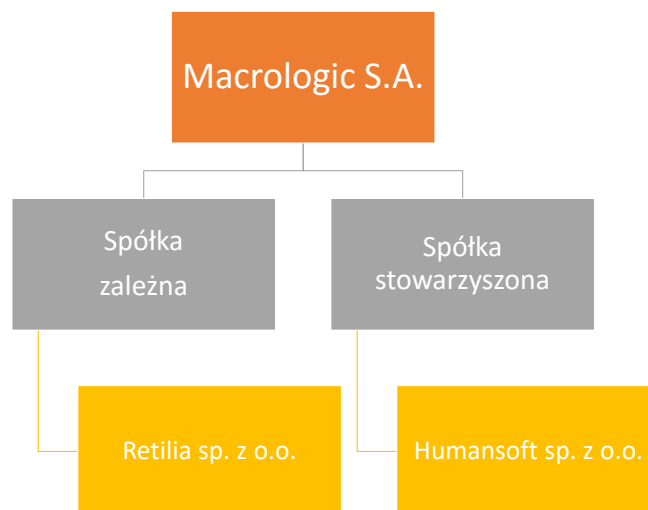 Macrologic S.A.
Spółka
zależna
Spółka
stowarzyszona
Retilia sp. z o.o.
Humansoft sp. z o.o.